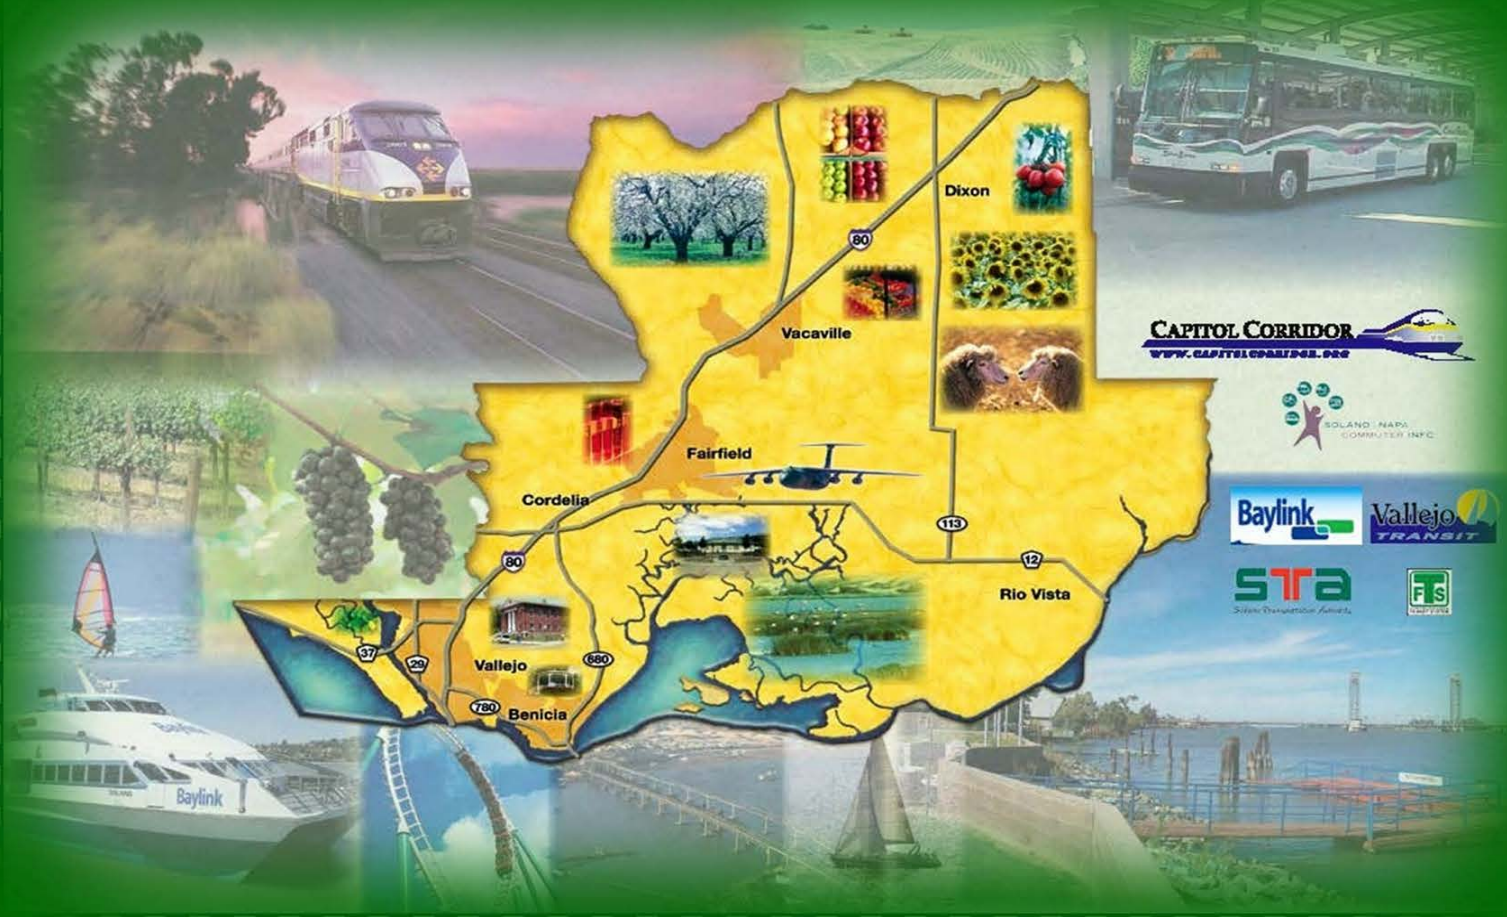 Dixon
80
Vacaville
Fairfield
Cordelia
113
80
12
Rio Vista
37
29
Vallejo
680
780
Benicia
CAPITOL CORRIDOR
WWW.CAPITOLCORRIDOR.ORG
SOLANO NAPA
COMMUTER INFO
Baylink
Vallejo
TRANSIT
STA
Solano Transportation Authority
FTS
Baylink